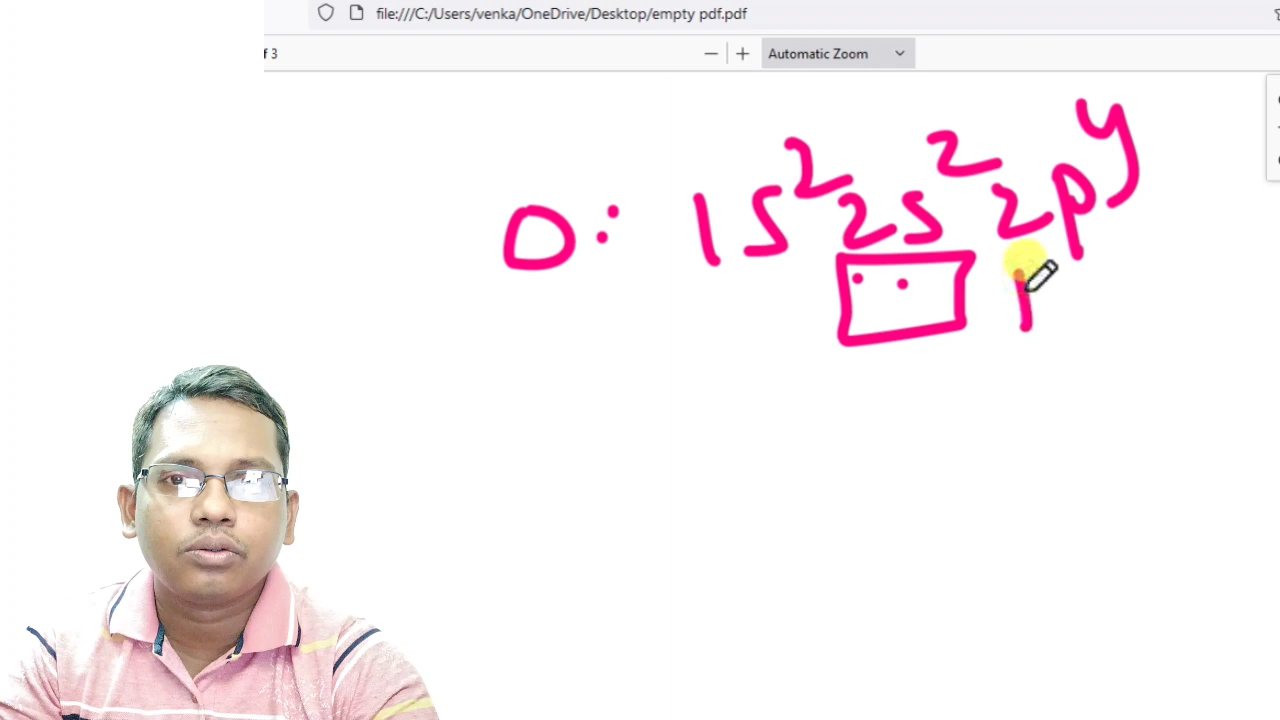 file:///C:/Users/venka/OneDrive/Desktop/empty pdf.pdf
f 3 — + Automatic Zoom
O: 1s² 2s² 2p⁴